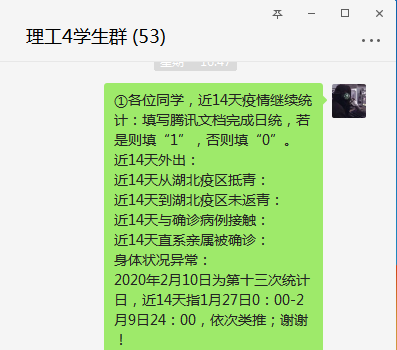 理工4学生群 (53)
①各位同学，近14天疫情继续统
计：填写腾讯文档完成日统，若
是则填“1”，否则填“0”。
近14天外出：
近14天从湖北疫区抵青：
近14天到湖北疫区未返青：
近14天与确诊病例接触：
近14天直系亲属被确诊：
身体状况异常：
2020年2月10日为第十三次统计
日，近14天指1月27日0：00-2
月9日24：00，依次类推；谢谢
！